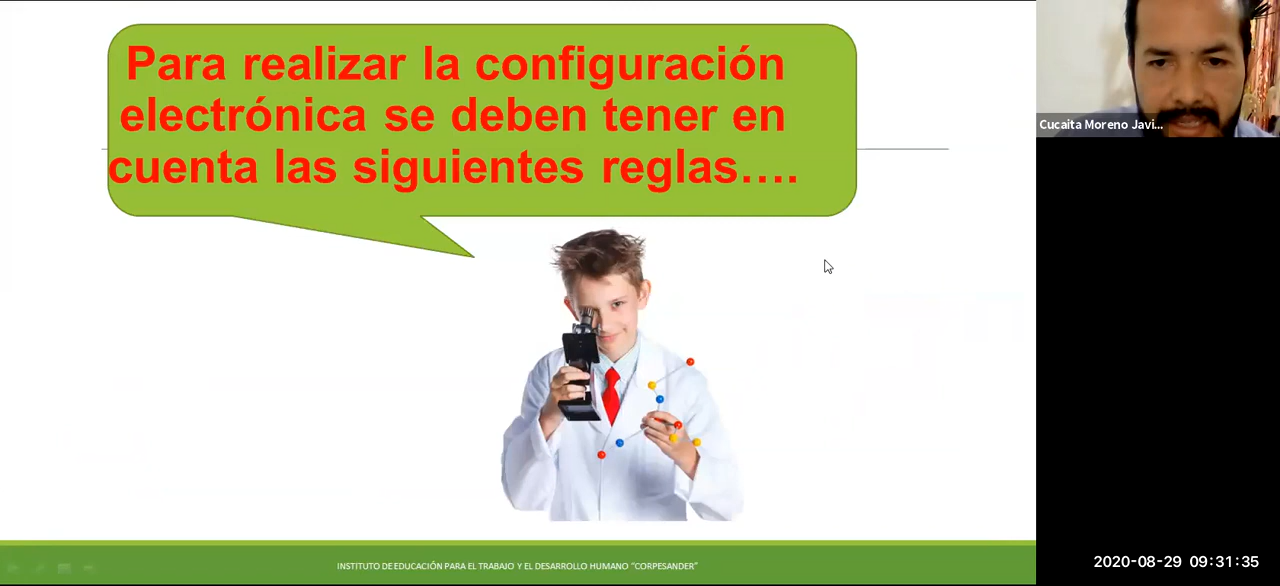 Para realizar la configuración
electrónica se deben tener en
cuenta las siguientes reglas….
Cucaita Moreno Javi...
INSTITUTO DE EDUCACIÓN PARA EL TRABAJO Y EL DESARROLLO HUMANO “CORPESANDER”
2020-08-29 09:31:35